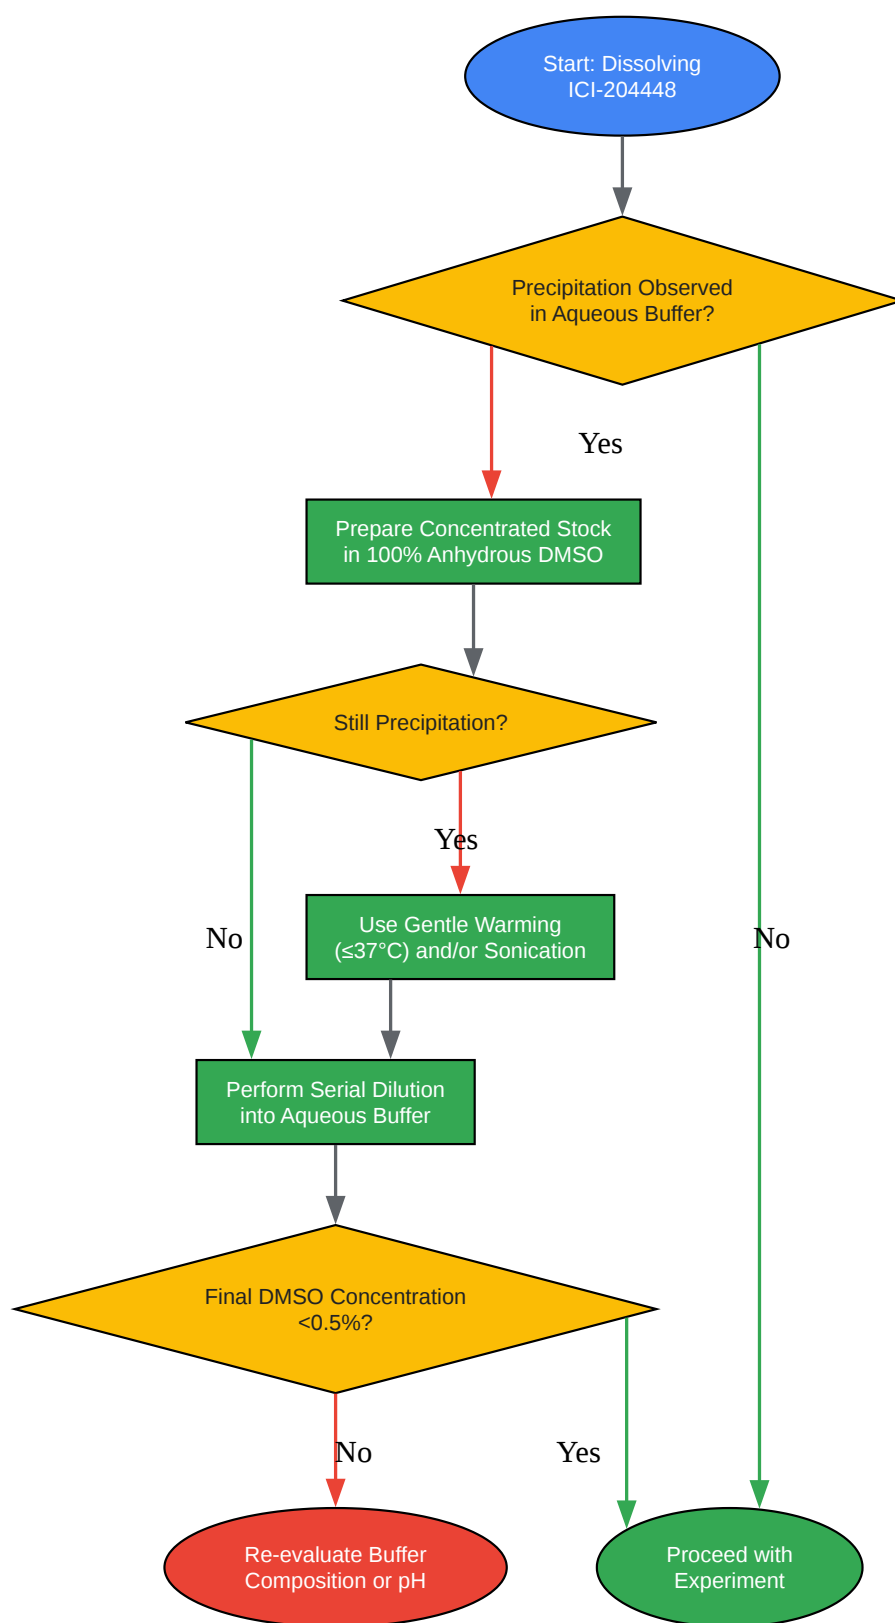 Start: Dissolving
ICI-204448
Precipitation Observed
in Aqueous Buffer?
Yes
Prepare Concentrated Stock
in 100% Anhydrous DMSO
Still Precipitation?
Yes
Use Gentle Warming
(≤37°C) and/or Sonication
No
No
Perform Serial Dilution
into Aqueous Buffer
Final DMSO Concentration
<0.5%?
No
Yes
Re-evaluate Buffer
Composition or pH
Proceed with
Experiment